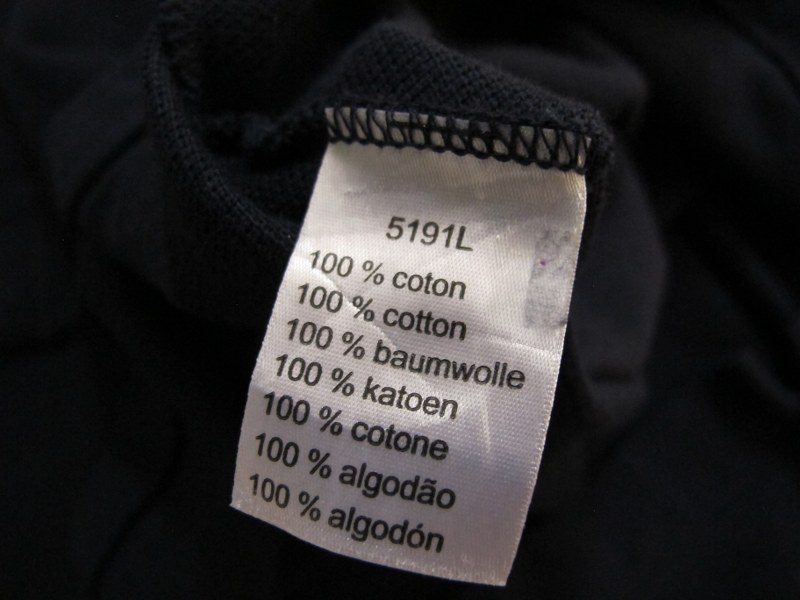 5191L
100 % coton
100 % cotton
100 % baumwolle
100 % katoen
100 % cotone
100 % algodão
100 % algodón